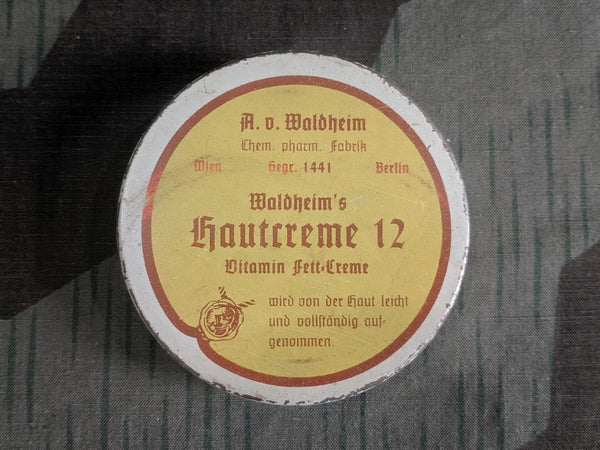 A. v. Waldheim
Chem. pharm. Fabrik
Wien Gegr. 1441 Berlin
Waldheim's
Hautcreme 12
Vitamin Fett-Creme
wird von der Haut leicht
und vollständig auf-
genommen.